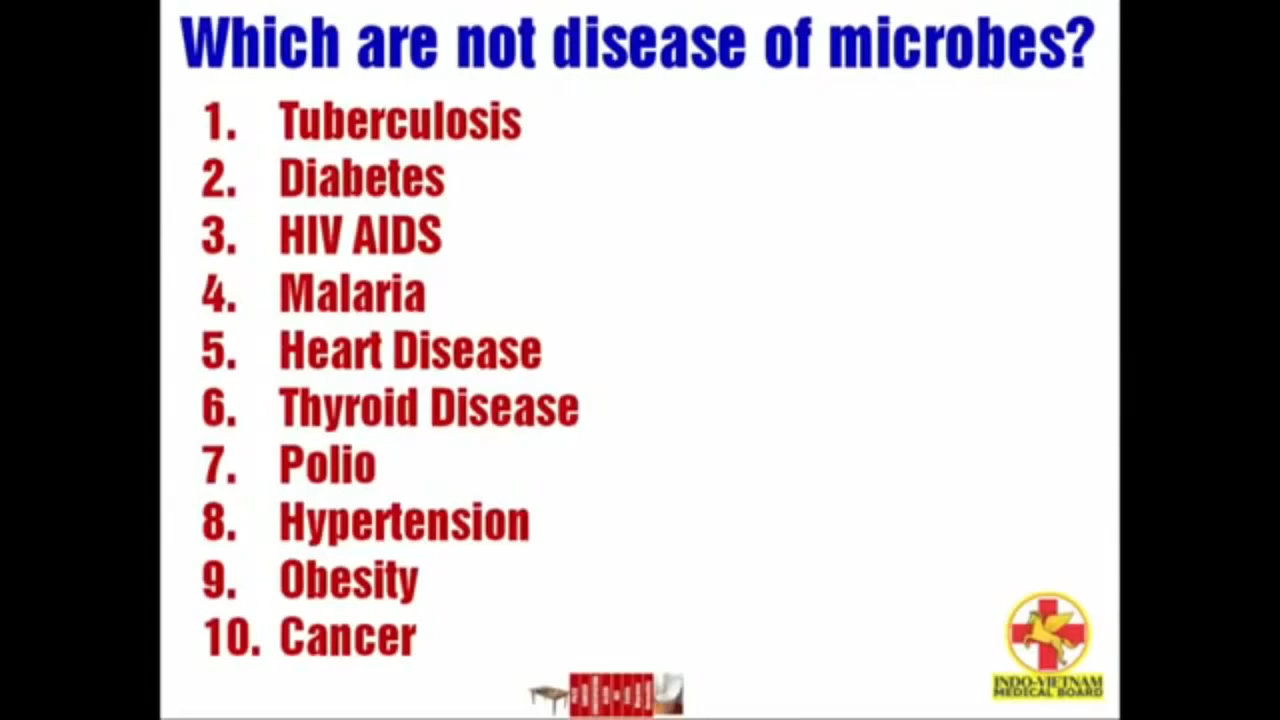 Which are not disease of microbes?
1. Tuberculosis
2. Diabetes
3. HIV AIDS
4. Malaria
5. Heart Disease
6. Thyroid Disease
7. Polio
8. Hypertension
9. Obesity
10. Cancer
INDO-VIETNAM
MEDICAL BOARD